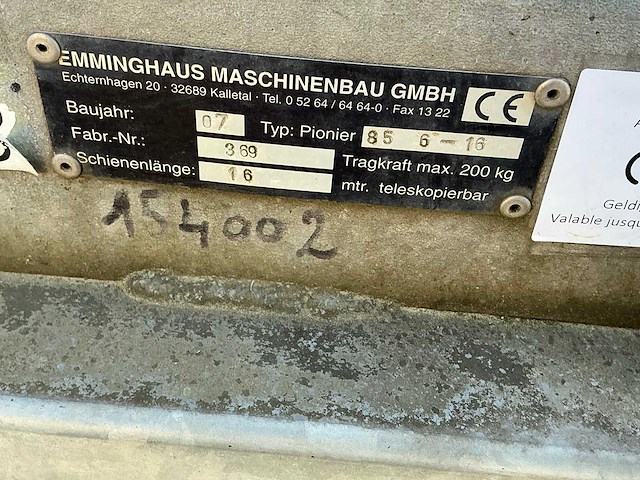 EMMINGHAUS MASCHINENBAU GMBH
Echternhagen 20 · 32689 Kalletal · Tel. 0 52 64 / 64 64-0 · Fax 13 22
CE
Baujahr: 07 Typ: Pionier 85 6-16
Fabr.-Nr.: 369 Tragkraft max. 200 kg
Schienenlänge: 16 mtr. teleskopierbar
154002
Valable